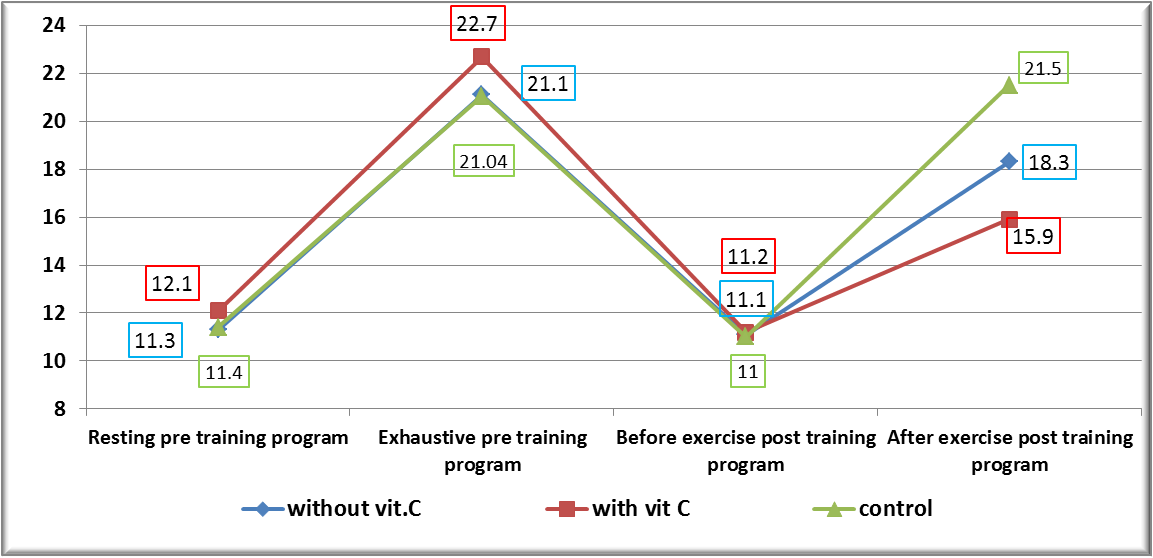 24
22.7
22
21.5
21.1
20
21.04
18
18.3
16
15.9
14
11.2
12.1
12
11.1
11.3
11.4
11
10
8
Resting pre training program
Exhaustive pre training
program
Before exercise post training
program
After exercise post training
program
without vit.C
with vit C
control